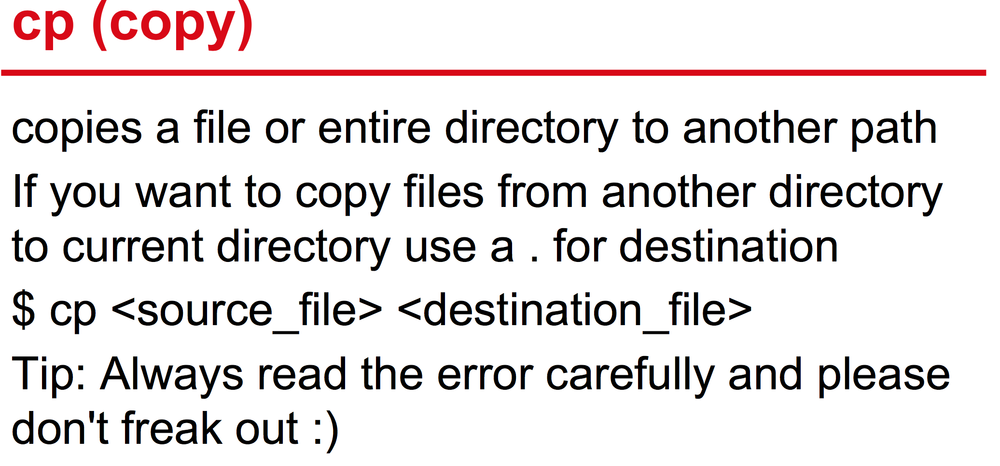 cp (copy)
copies a file or entire directory to another path
If you want to copy files from another directory
to current directory use a . for destination
$ cp <source_file> <destination_file>
Tip: Always read the error carefully and please
don't freak out :)